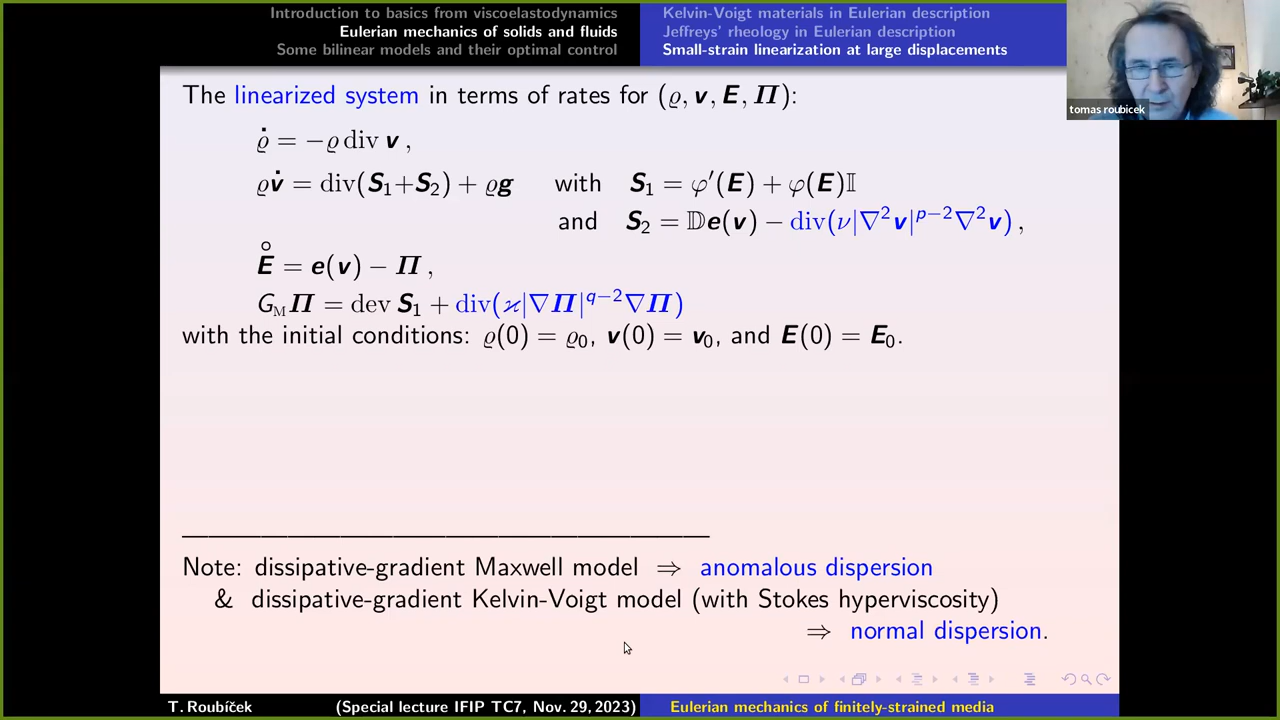 Introduction to basics from viscoelastodynamics
Eulerian mechanics of solids and fluids
Some bilinear models and their optimal control
Kelvin-Voigt materials in Eulerian description
Jeffreys' rheology in Eulerian description
Small-strain linearization at large displacements
tomas roubicek
The linearized system in terms of rates for (ϱ, v, E, Π):
ϱ̇ = −ϱ div v ,
ϱv̇ = div(S₁+S₂) + ϱg with S₁ = φ′(E) + φ(E)𝕀
and S₂ = 𝔻e(v) − div(ν|∇²v|ᵖ⁻²∇²v) ,
E̊ = e(v) − Π ,
G_M Π = dev S₁ + div(ϰ|∇Π|^{q−2}∇Π)
with the initial conditions: ϱ(0) = ϱ₀, v(0) = v₀, and E(0) = E₀.
Note: dissipative-gradient Maxwell model ⇒ anomalous dispersion
& dissipative-gradient Kelvin-Voigt model (with Stokes hyperviscosity)
⇒ normal dispersion.
T. Roubíček (Special lecture IFIP TC7, Nov. 29, 2023) Eulerian mechanics of finitely-strained media